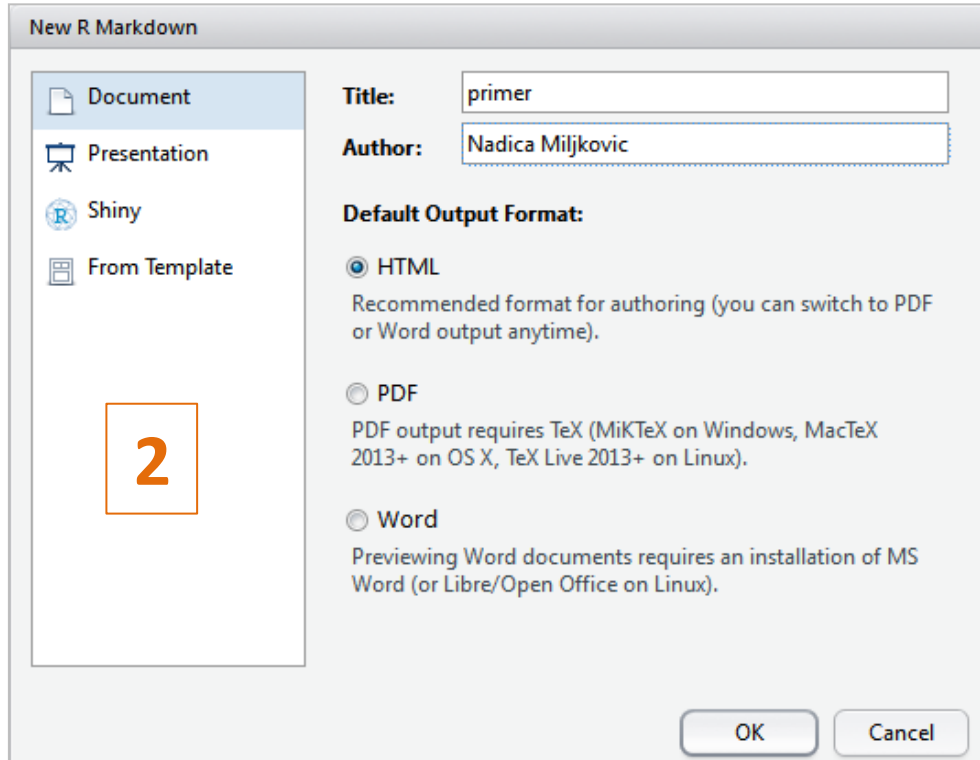 New R Markdown
Document
Presentation
Shiny
From Template
2
Title: primer
Author: Nadica Miljkovic
Default Output Format:
HTML
Recommended format for authoring (you can switch to PDF
or Word output anytime).
PDF
PDF output requires TeX (MiKTeX on Windows, MacTeX
2013+ on OS X, TeX Live 2013+ on Linux).
Word
Previewing Word documents requires an installation of MS
Word (or Libre/Open Office on Linux).
OK Cancel